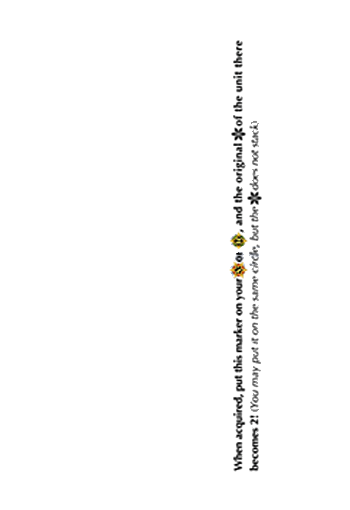 When acquired, put this marker on your or , and the original of the unit there
becomes 2! (You may put it on the same circle, but the does not stack)